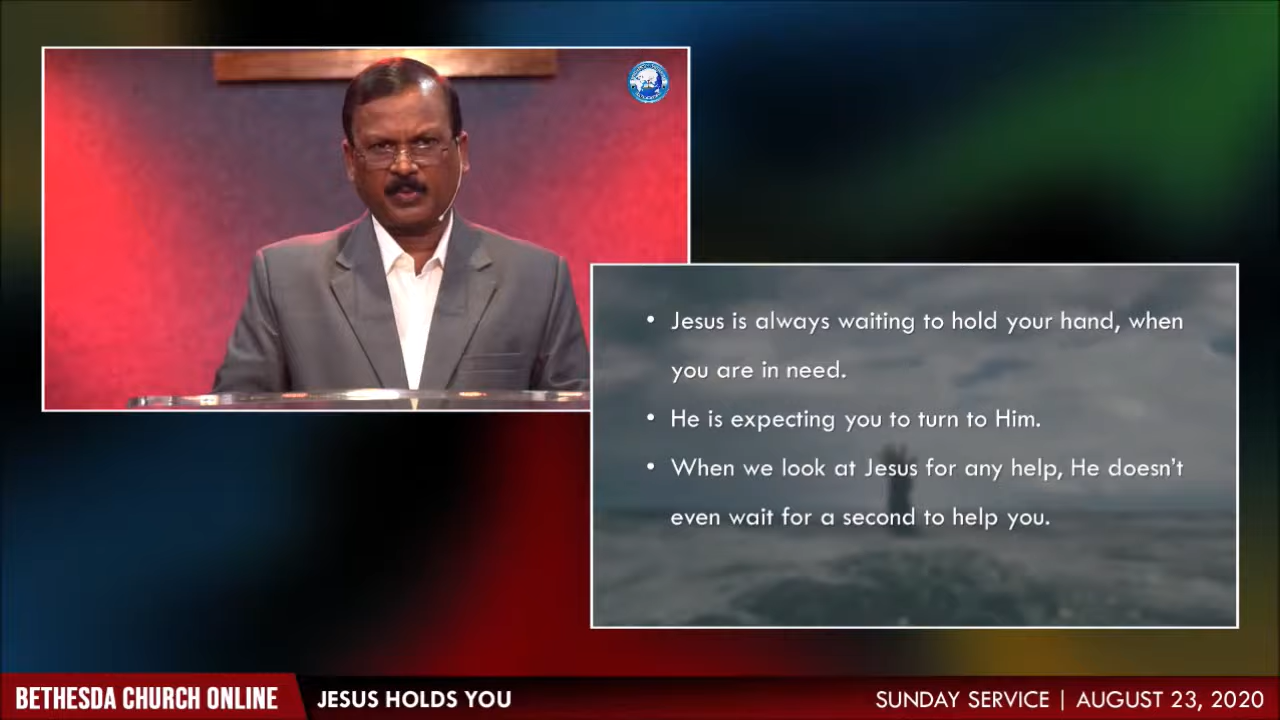 • Jesus is always waiting to hold your hand, when
you are in need.
• He is expecting you to turn to Him.
• When we look at Jesus for any help, He doesn't
even wait for a second to help you.
BETHESDA CHURCH ONLINE
JESUS HOLDS YOU
SUNDAY SERVICE | AUGUST 23, 2020